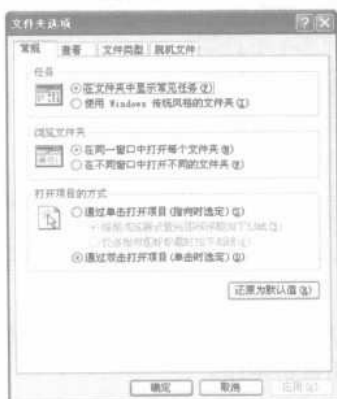 文件夹选项
常规 查看 文件类型 脱机文件
任务
在文件夹中显示常见任务(P)
使用 Windows 传统风格的文件夹(I)
浏览文件夹
在同一窗口中打开每个文件夹(M)
在不同窗口中打开不同的文件夹(W)
打开项目的方式
通过单击打开项目(指向时选定)(S)
通过双击打开项目(单击时选定)(D)
还原为默认值(R)
确定 取消 应用(A)